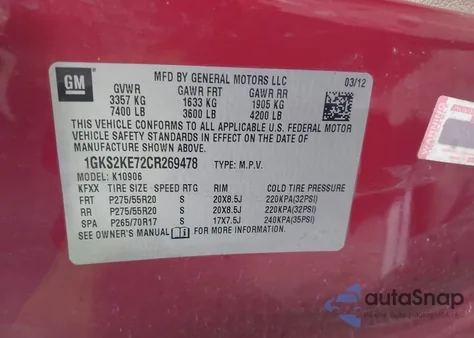 GM
MFD BY GENERAL MOTORS LLC
03/12
GVWR GAWR FRT GAWR RR
3357 KG 1633 KG 1905 KG
7400 LB 3600 LB 4200 LB
THIS VEHICLE CONFORMS TO ALL APPLICABLE U.S. FEDERAL MOTOR
VEHICLE SAFETY, BUMPER, AND THEFT PREVENTION
STANDARDS IN EFFECT ON THE DATE OF
MANUFACTURE SHOWN ABOVE.
1GKS2KE72CR269478 TYPE: M.P.V.
MODEL: K10906
KFXX TIRE SIZE SPEED RTG RIM COLD TIRE PRESSURE
FRT P275/55R20 S 20X8.5J 220KPA(32PSI)
RR P275/55R20 S 20X8.5J 220KPA(32PSI)
SPA P265/70R17 S 17X7.5J 240KPA(35PSI)
SEE OWNER'S MANUAL FOR MORE INFORMATION.
autoSnap